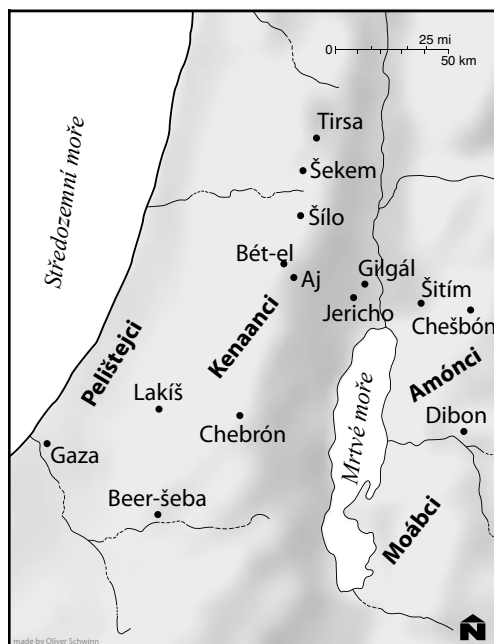 25 mi
0
50 km
Tirsa
Středozemní moře
Šekem
Šílo
Bét-el
Aj
Gilgál
Jericho
Šitím
Chešbón
Kenaanci
Pelištejci
Amónci
Lakíš
Chebrón
Dibon
Mrtvé moře
Gaza
Beer-šeba
Moábci
N
made by Oliver Schwinn